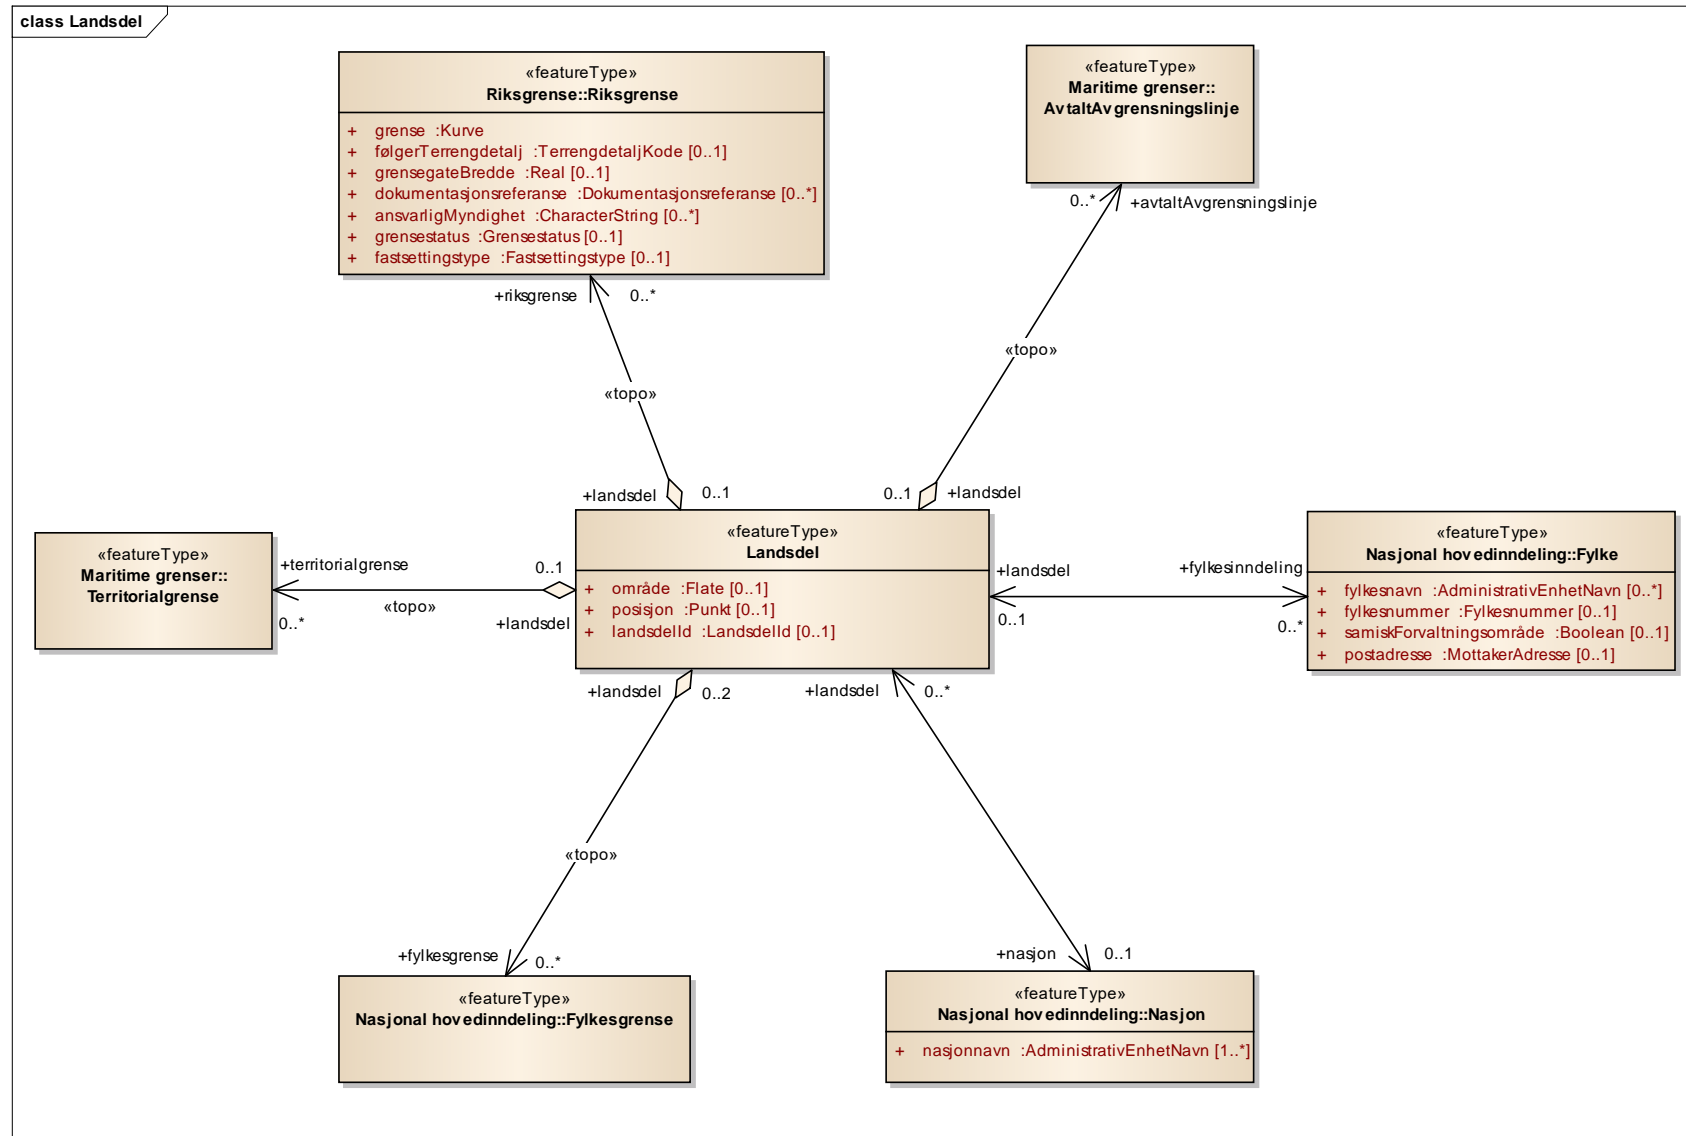 class Landsdel
«featureType»
Riksgrense::Riksgrense
+ grense :Kurve
+ følgerTerrengdetalj :TerrengdetaljKode [0..1]
+ grensegateBredde :Real [0..1]
+ dokumentasjonsreferanse :Dokumentasjonsreferanse [0..*]
+ ansvarligMyndighet :CharacterString [0..*]
+ grensestatus :Grensestatus [0..1]
+ fastsettingstype :Fastsettingstype [0..1]
«featureType»
Maritime grenser::
AvtaltAvgrensningslinje
0..*
+avtaltAvgrensningslinje
+riksgrense
0..*
«topo»
«topo»
+landsdel
0..1
0..1
+landsdel
«featureType»
Maritime grenser::
Territorialgrense
+territorialgrense
0..1
«topo»
0..*
+landsdel
«featureType»
Landsdel
+ område :Flate [0..1]
+ posisjon :Punkt [0..1]
+ landsdelId :LandsdelId [0..1]
+landsdel
+fylkesinndeling
0..1
0..*
«featureType»
Nasjonal hovedinndeling::Fylke
+ fylkesnavn :AdministrativEnhetNavn [0..*]
+ fylkesnummer :Fylkesnummer [0..1]
+ samiskForvaltningsområde :Boolean [0..1]
+ postadresse :MottakerAdresse [0..1]
+landsdel
0..2
+landsdel
0..*
«topo»
+fylkesgrense
0..*
+nasjon
0..1
«featureType»
Nasjonal hovedinndeling::Fylkesgrense
«featureType»
Nasjonal hovedinndeling::Nasjon
+ nasjonnavn :AdministrativEnhetNavn [1..*]